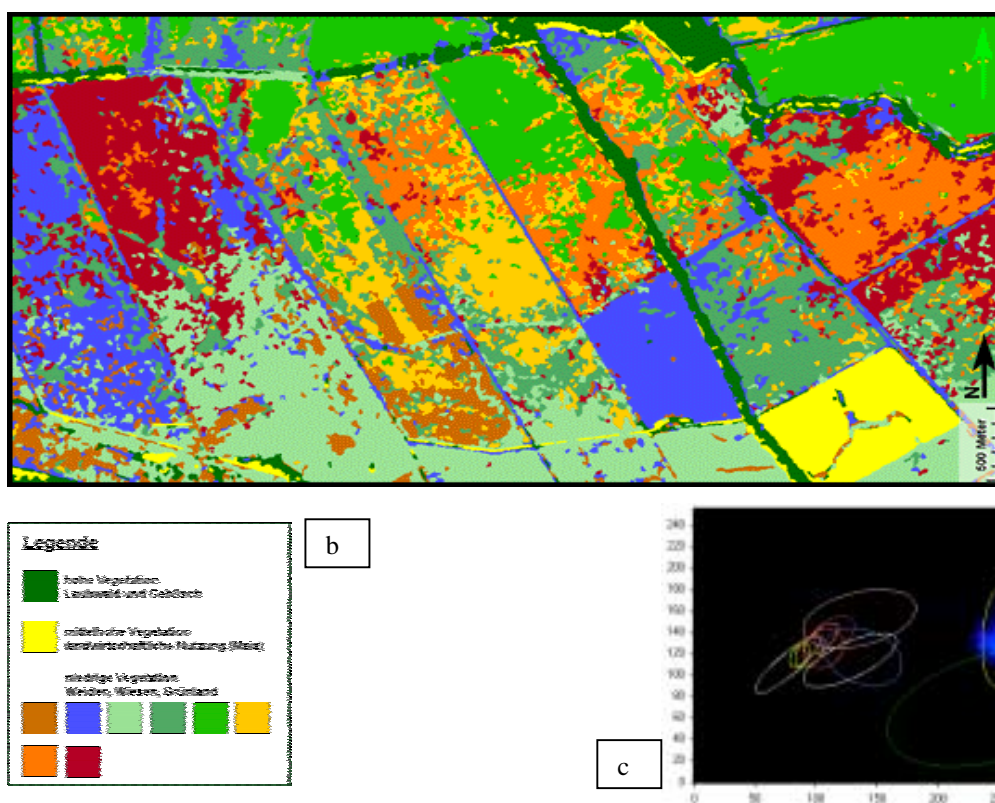 N
600 Meter
Legende
b
hohe Vegetation
Laubwald und Gebüsch
mittelhohe Vegetation
landwirtschaftliche Nutzung (Mais)
niedrige Vegetation
Weiden, Wiesen, Grünland
c
240
220
200
180
160
140
120
100
80
60
40
20
0
0
50
100
150
200